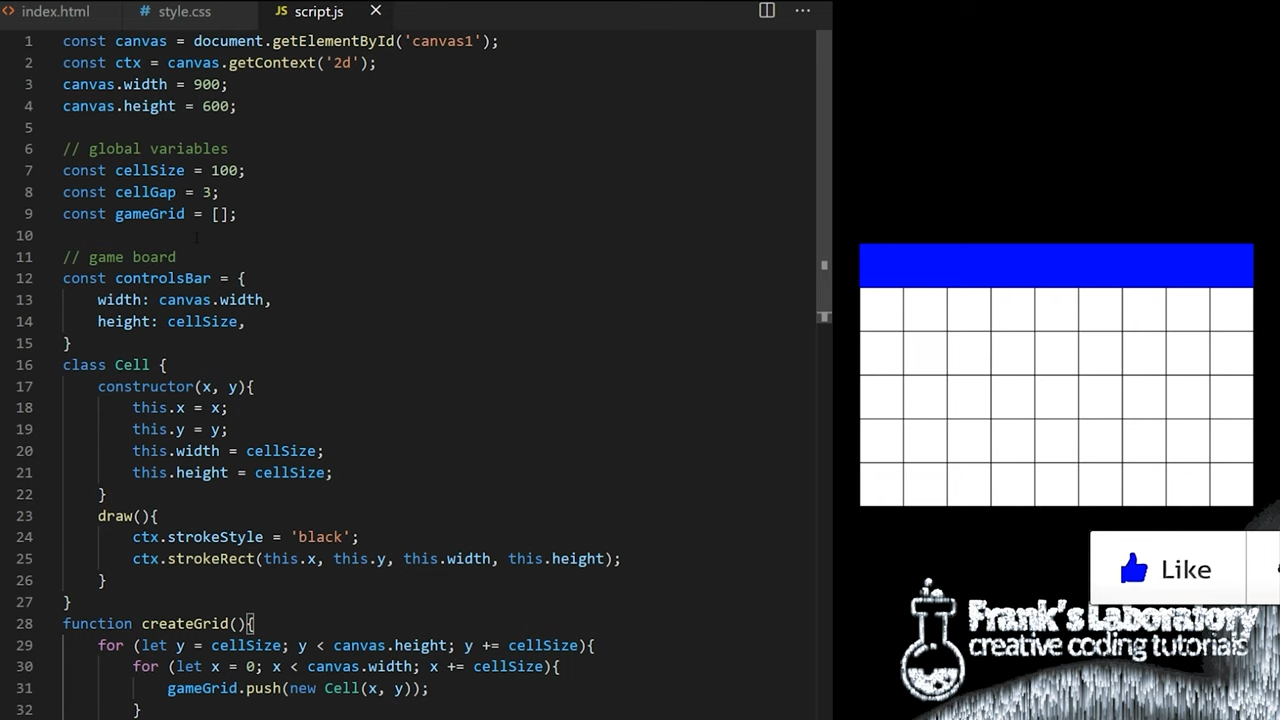 index.html # style.css JS script.js
1 const canvas = document.getElementById('canvas1');
2 const ctx = canvas.getContext('2d');
3 canvas.width = 900;
4 canvas.height = 600;
5
6 // global variables
7 const cellSize = 100;
8 const cellGap = 3;
9 const gameGrid = [];
10
11 // game board
12 const controlsBar = {
13 width: canvas.width,
14 height: cellSize,
15 }
16 class Cell {
17 constructor(x, y){
18 this.x = x;
19 this.y = y;
20 this.width = cellSize;
21 this.height = cellSize;
22 }
23 draw(){
24 ctx.strokeStyle = 'black';
25 ctx.strokeRect(this.x, this.y, this.width, this.height);
26 }
27 }
28 function createGrid(){
29 for (let y = cellSize; y < canvas.height; y += cellSize){
30 for (let x = 0; x < canvas.width; x += cellSize){
31 gameGrid.push(new Cell(x, y));
32 }
Like
Frank's Laboratory
creative coding tutorials